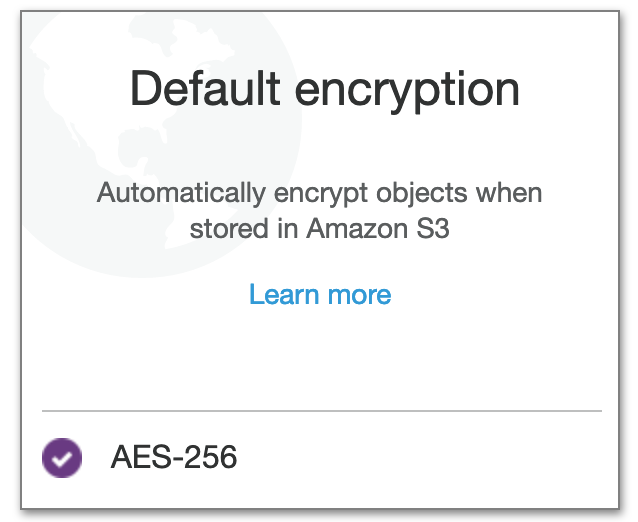 Default encryption
Automatically encrypt objects when
stored in Amazon S3
Learn more
AES-256